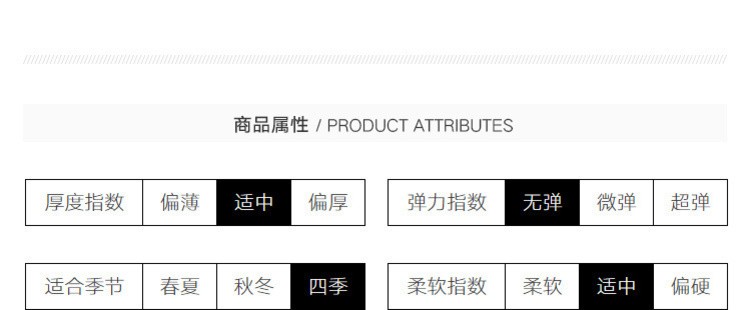 商品属性 / PRODUCT ATTRIBUTES
厚度指数 偏薄 适中 偏厚 弹力指数 无弹 微弹 超弹
适合季节 春夏 秋冬 四季 柔软指数 柔软 适中 偏硬